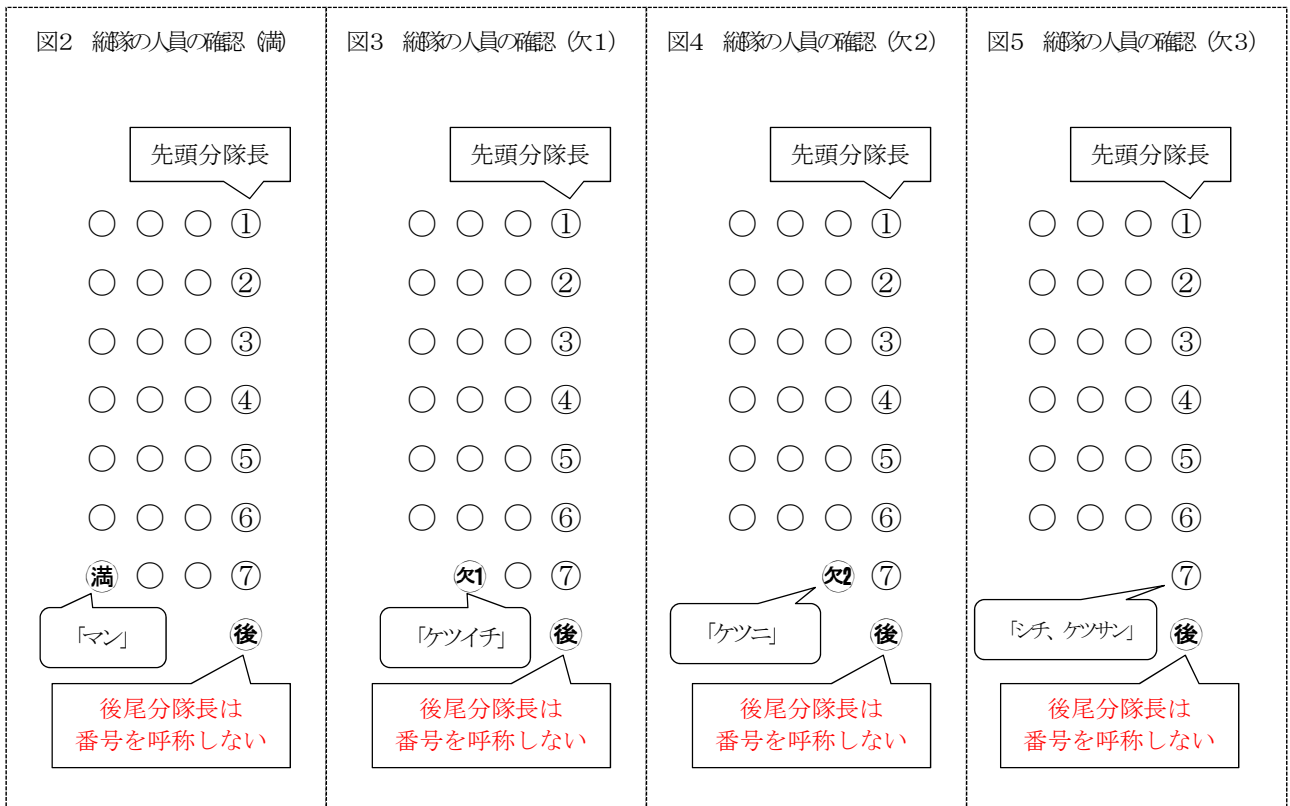 図2 縦隊の人員の確認（満）
先頭分隊長
○ ○ ○ ①
○ ○ ○ ②
○ ○ ○ ③
○ ○ ○ ④
○ ○ ○ ⑤
○ ○ ○ ⑥
満 ○ ○ ⑦
「マン」
後
後尾分隊長は
番号を呼称しない
図3 縦隊の人員の確認（欠1）
先頭分隊長
○ ○ ○ ①
○ ○ ○ ②
○ ○ ○ ③
○ ○ ○ ④
○ ○ ○ ⑤
○ ○ ○ ⑥
欠1 ○ ⑦
「ケツイチ」
後
後尾分隊長は
番号を呼称しない
図4 縦隊の人員の確認（欠2）
先頭分隊長
○ ○ ○ ①
○ ○ ○ ②
○ ○ ○ ③
○ ○ ○ ④
○ ○ ○ ⑤
○ ○ ○ ⑥
欠2 ⑦
「ケツニ」
後
後尾分隊長は
番号を呼称しない
図5 縦隊の人員の確認（欠3）
先頭分隊長
○ ○ ○ ①
○ ○ ○ ②
○ ○ ○ ③
○ ○ ○ ④
○ ○ ○ ⑤
○ ○ ○ ⑥
⑦
「シチ、ケツサン」
後
後尾分隊長は
番号を呼称しない